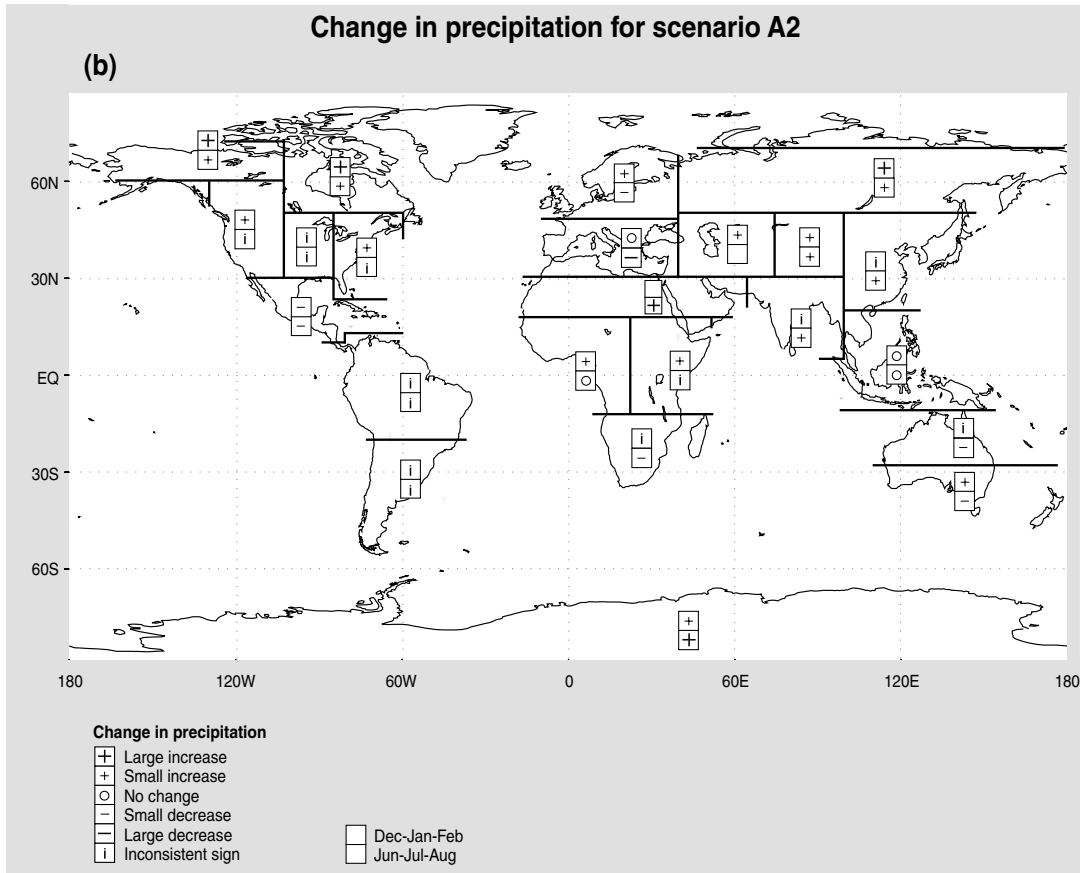 Change in precipitation for scenario A2
(b)
60N
30N
EQ
30S
60S
180 120W 60W 0 60E 120E 180
+
+
+
+
+
-
+
+
+
i
i
i
+
i
○
-
+
+
+
i
+
-
-
+
i
+
+
○
+
i
○
○
i
i
i
-
i
-
i
i
+
-
+
+
Change in precipitation
+ Large increase
+ Small increase
○ No change
- Small decrease
- Large decrease
i Inconsistent sign
Dec-Jan-Feb
Jun-Jul-Aug